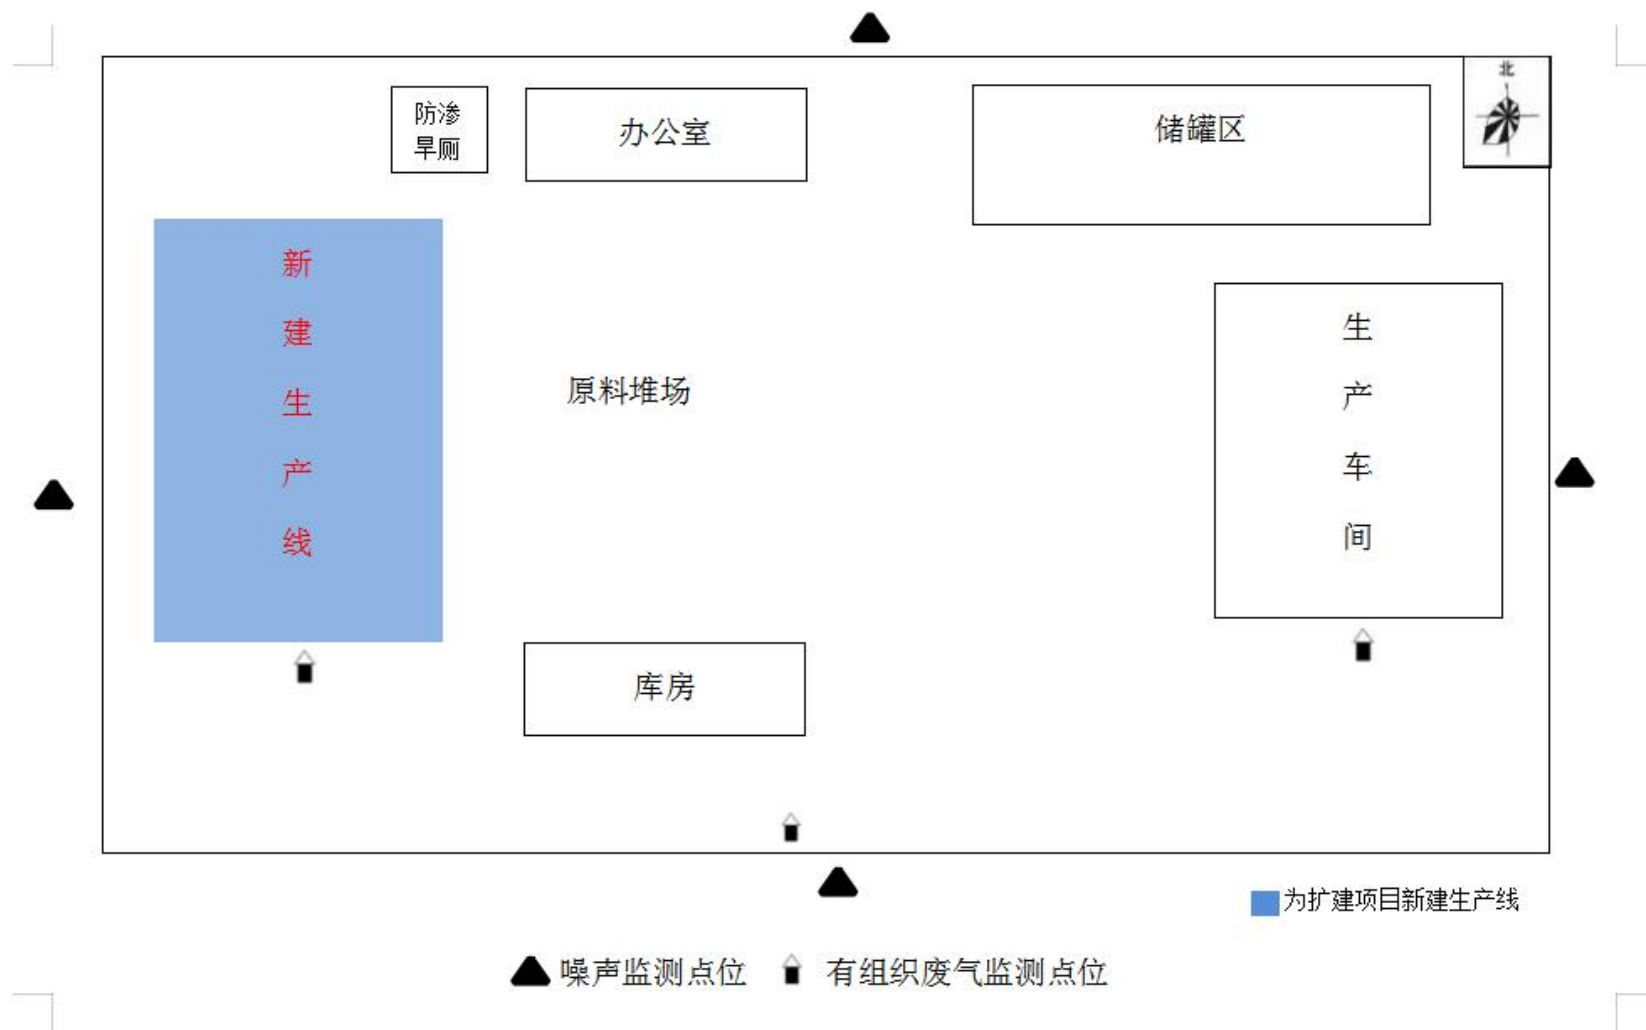 北
防渗
旱厕
办公室
储罐区
新
建
生
产
线
原料堆场
生
产
车
间
库房
为扩建项目新建生产线
噪声监测点位
有组织废气监测点位